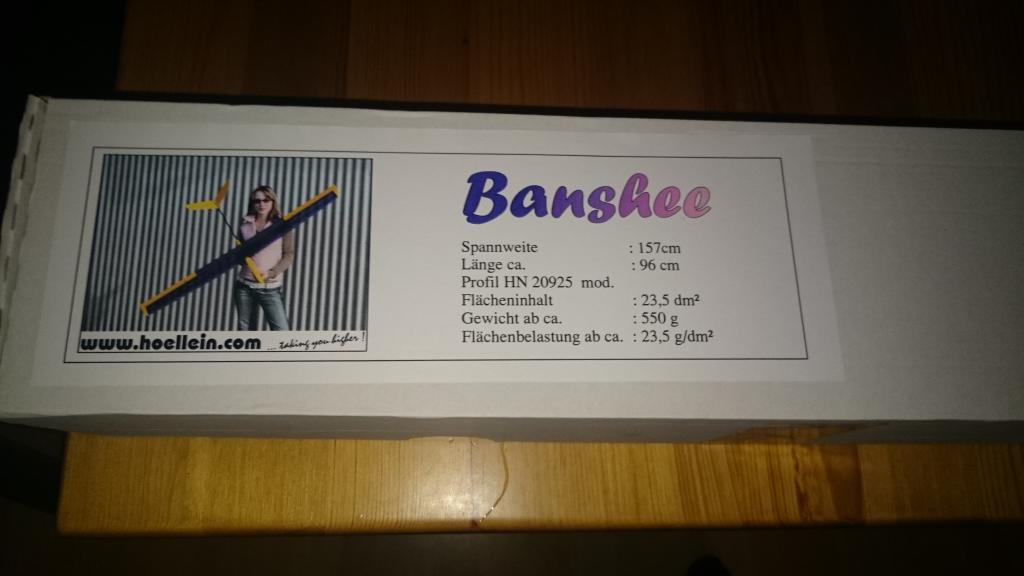 Banshee
Spannweite : 157cm
Länge ca. : 96 cm
Profil HN 20925 mod.
Flächeninhalt : 23,5 dm²
Gewicht ab ca. : 550 g
Flächenbelastung ab ca. : 23,5 g/dm²
www.hoellein.com ... taking you higher !